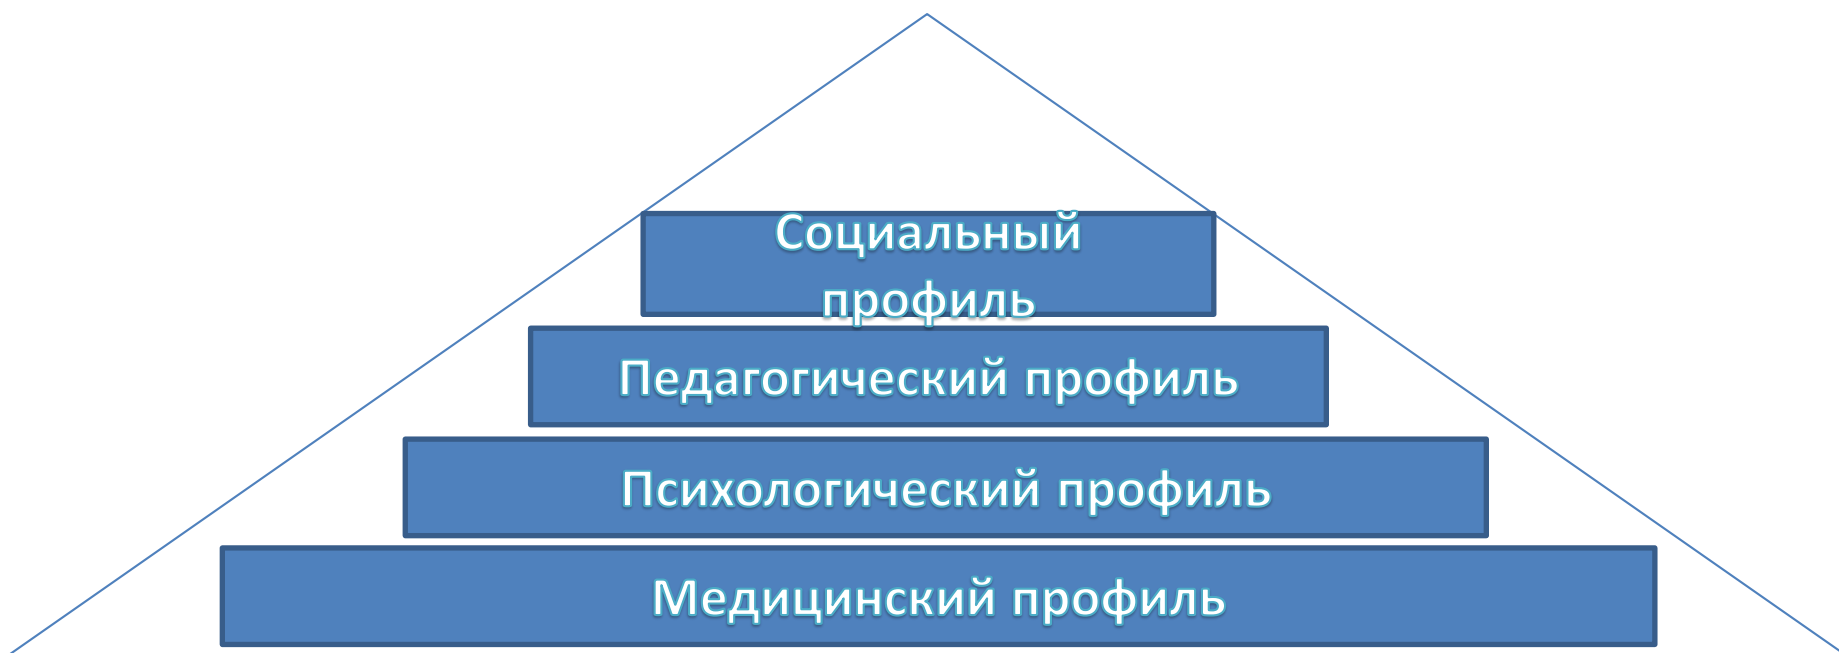 Социальный
профиль
Педагогический профиль
Психологический профиль
Медицинский профиль